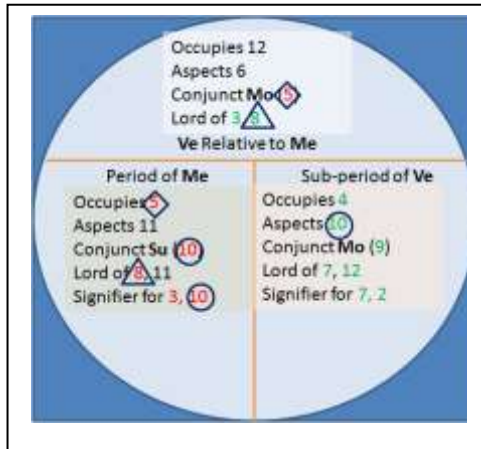 Occupies 12
Aspects 6
Conjunct Mo (5)
Lord of 3, 8
Ve Relative to Me
Period of Me
Occupies 5
Aspects 11
Conjunct Su (10)
Lord of 8, 11
Signifier for 3, 10
Sub-period of Ve
Occupies 4
Aspects 10
Conjunct Mo (9)
Lord of 7, 12
Signifier for 7, 2